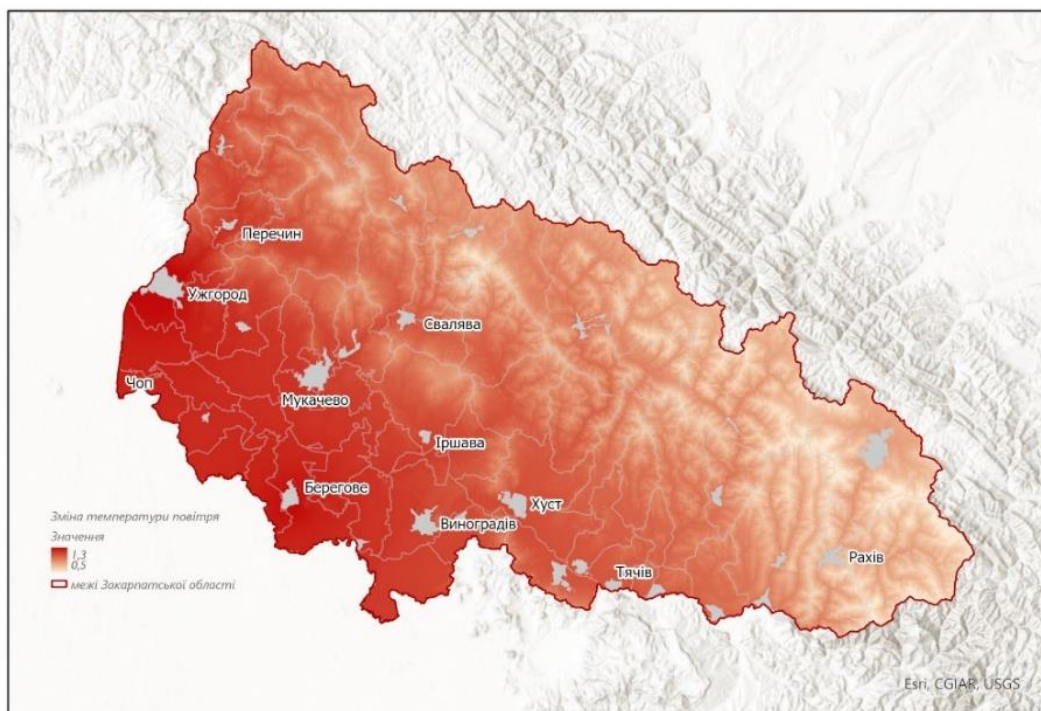 Перечин
Ужгород
Свалява
Чоп
Мукачево
Іршава
Берегове
Хуст
Виноградів
Зміна температури повітря
Значення
1,3
0,5
межі Закарпатської області
Тячів
Рахів
Esri, CGIAR, USGS